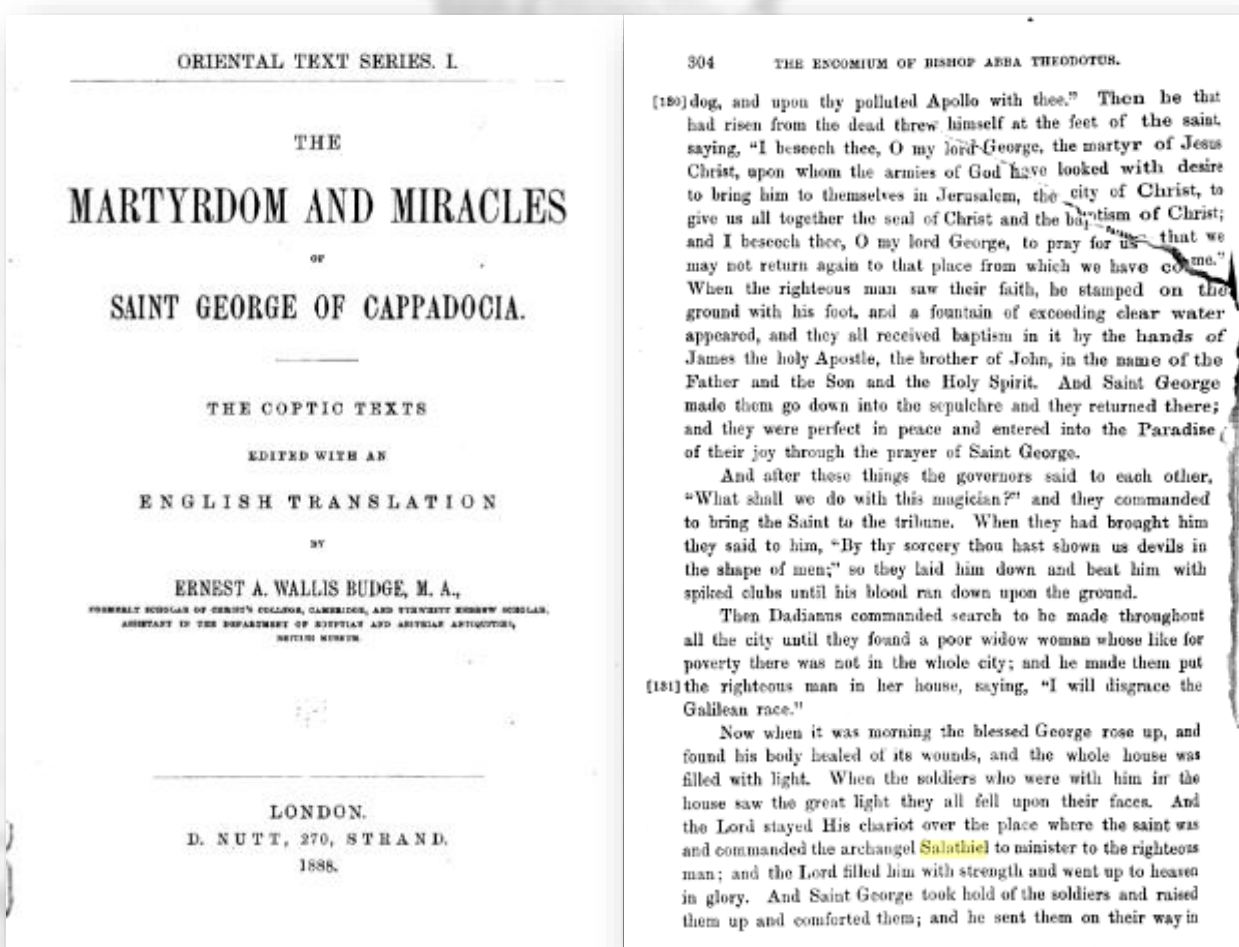 ORIENTAL TEXT SERIES. I.
THE
MARTYRDOM AND MIRACLES
OF
SAINT GEORGE OF CAPPADOCIA.
THE COPTIC TEXTS
EDITED WITH AN
ENGLISH TRANSLATION
BY
ERNEST A. WALLIS BUDGE, M. A.,
FORMERLY SCHOLAR OF CHRIST'S COLLEGE, CAMBRIDGE, AND TYRWHITT HEBREW SCHOLAR,
ASSISTANT IN THE DEPARTMENT OF EGYPTIAN AND ASSYRIAN ANTIQUITIES,
BRITISH MUSEUM.
LONDON.
D. NUTT, 270, STRAND.
1888.
304 THE ENCOMIUM OF BISHOP ABBA THEODOTUS.
[180] dog, and upon thy polluted Apollo with thee." Then he that
had risen from the dead threw himself at the feet of the saint,
saying, "I beseech thee, O my lord George, the martyr of Jesus
Christ, upon whom the armies of God have looked with desire
to bring him to themselves in Jerusalem, the city of Christ, to
give us all together the seal of Christ and the baptism of Christ;
and I beseech thee, O my lord George, to pray for us that we
may not return again to that place from which we have come."
When the righteous man saw their faith, he stamped on the
ground with his foot, and a fountain of exceeding clear water
appeared, and they all received baptism in it by the hands of
James the holy Apostle, the brother of John, in the name of the
Father and the Son and the Holy Spirit. And Saint George
made them go down into the sepulchre and they returned there;
and they were perfect in peace and entered into the Paradise
of their joy through the prayer of Saint George.
And after these things the governors said to each other,
"What shall we do with this magician?" and they commanded
to bring the Saint to the tribune. When they had brought him
they said to him, "By thy sorcery thou hast shown us devils in
the shape of men;" so they laid him down and beat him with
spiked clubs until his blood ran down upon the ground.
Then Dadianus commanded search to be made throughout
all the city until they found a poor widow woman whose like for
poverty there was not in the whole city; and he made them put
[181] the righteous man in her house, saying, "I will disgrace the
Galilean race."
Now when it was morning the blessed George rose up, and
found his body healed of its wounds, and the whole house was
filled with light. When the soldiers who were with him in the
house saw the great light they all fell upon their faces. And
the Lord stayed His chariot over the place where the saint was
and commanded the archangel Salathiel to minister to the righteous
man; and the Lord filled him with strength and went up to heaven
in glory. And Saint George took hold of the soldiers and raised
them up and comforted them; and he sent them on their way in